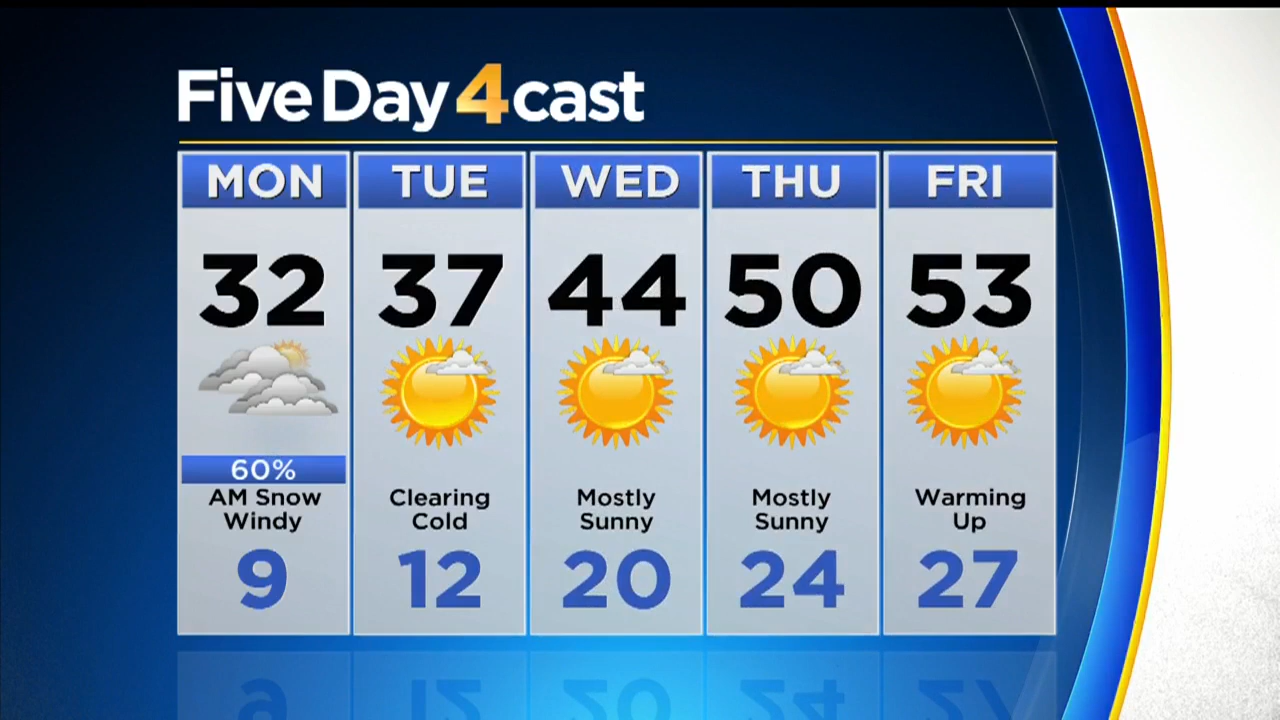 Five Day 4cast
MON TUE WED THU FRI
32 37 44 50 53
60%
AM Snow Clearing Mostly Mostly Warming
Windy Cold Sunny Sunny Up
9 12 20 24 27